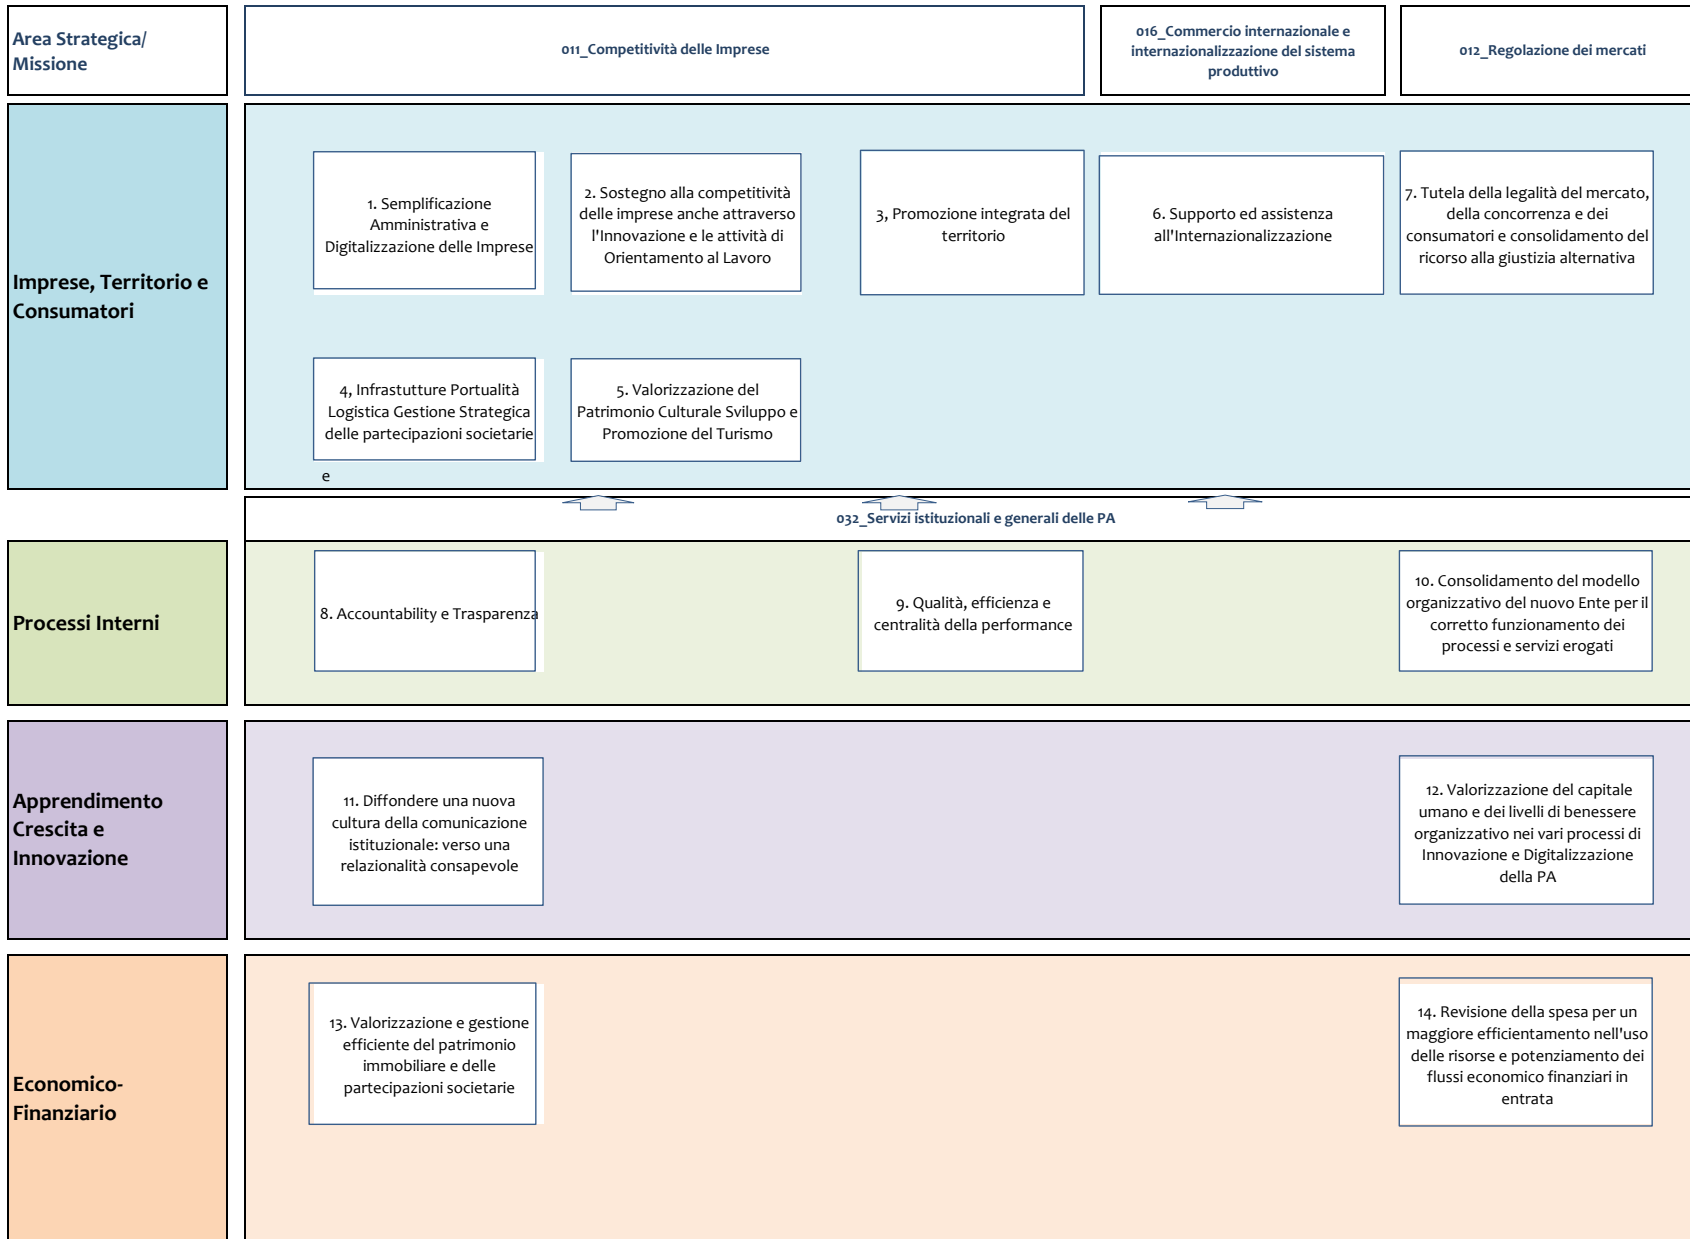 Area Strategica/
Missione
011_Competitività delle Imprese
016_Commercio internazionale e
internazionalizzazione del sistema
produttivo
012_Regolazione dei mercati
Imprese, Territorio e
Consumatori
1. Semplificazione
Amministrativa e
Digitalizzazione delle Imprese
2. Sostegno alla competitività
delle imprese anche attraverso
l'Innovazione e le attività di
Orientamento al Lavoro
3, Promozione integrata del
territorio
6. Supporto ed assistenza
all'Internazionalizzazione
7. Tutela della legalità del mercato,
della concorrenza e dei
consumatori e consolidamento del
ricorso alla giustizia alternativa
4, Infrastutture Portualità
Logistica Gestione Strategica
delle partecipazioni societarie
e
5. Valorizzazione del
Patrimonio Culturale Sviluppo e
Promozione del Turismo
032_Servizi istituzionali e generali delle PA
Processi Interni
8. Accountability e Trasparenza
9. Qualità, efficienza e
centralità della performance
10. Consolidamento del modello
organizzativo del nuovo Ente per il
corretto funzionamento dei
processi e servizi erogati
Apprendimento
Crescita e
Innovazione
11. Diffondere una nuova
cultura della comunicazione
istituzionale: verso una
relazionalità consapevole
12. Valorizzazione del capitale
umano e dei livelli di benessere
organizzativo nei vari processi di
Innovazione e Digitalizzazione
della PA
Economico-
Finanziario
13. Valorizzazione e gestione
efficiente del patrimonio
immobiliare e delle
partecipazioni societarie
14. Revisione della spesa per un
maggiore efficientamento nell'uso
delle risorse e potenziamento dei
flussi economico finanziari in
entrata